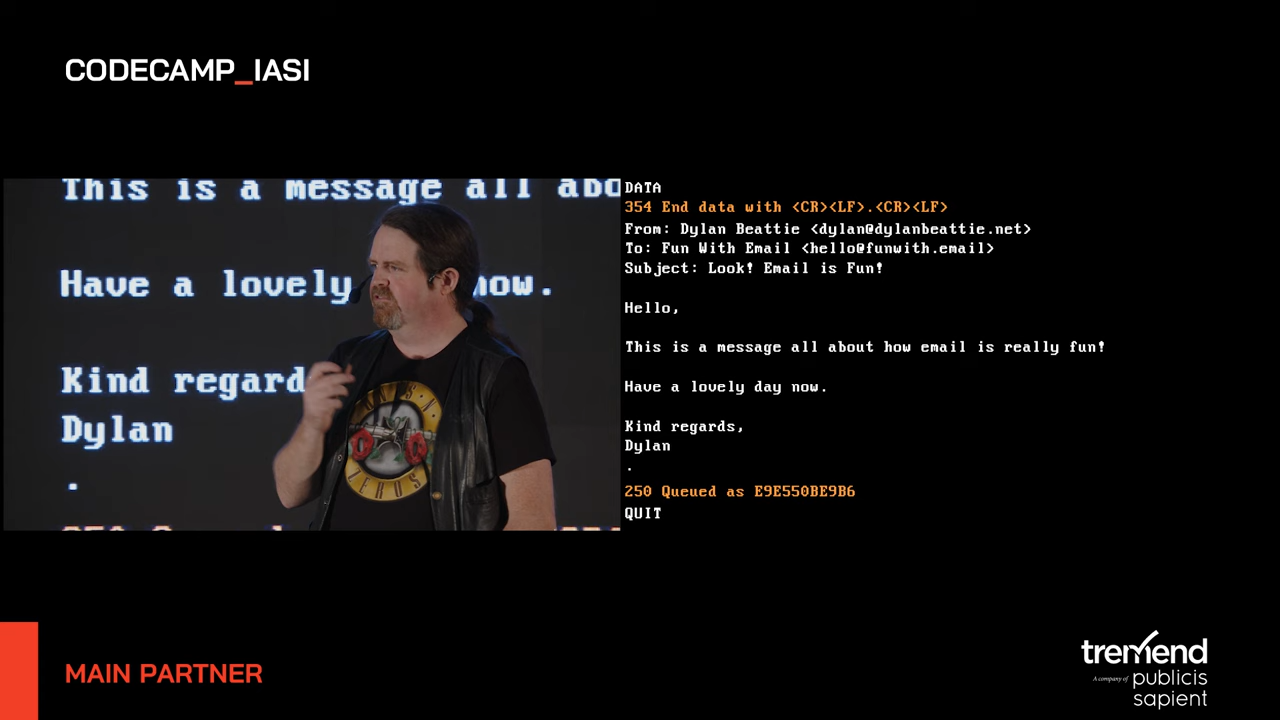 CODECAMP_IASI
This is a message all abo
Have a lovely now.
Kind regard
Dylan
.
DATA
354 End data with <CR><LF>.<CR><LF>
From: Dylan Beattie <dylan@dylanbeattie.net>
To: Fun With Email <hello@funwith.email>
Subject: Look! Email is Fun!
Hello,
This is a message all about how email is really fun!
Have a lovely day now.
Kind regards,
Dylan
.
250 Queued as E9E550BE9B6
QUIT
MAIN PARTNER
tremend
A company of publicis
sapient